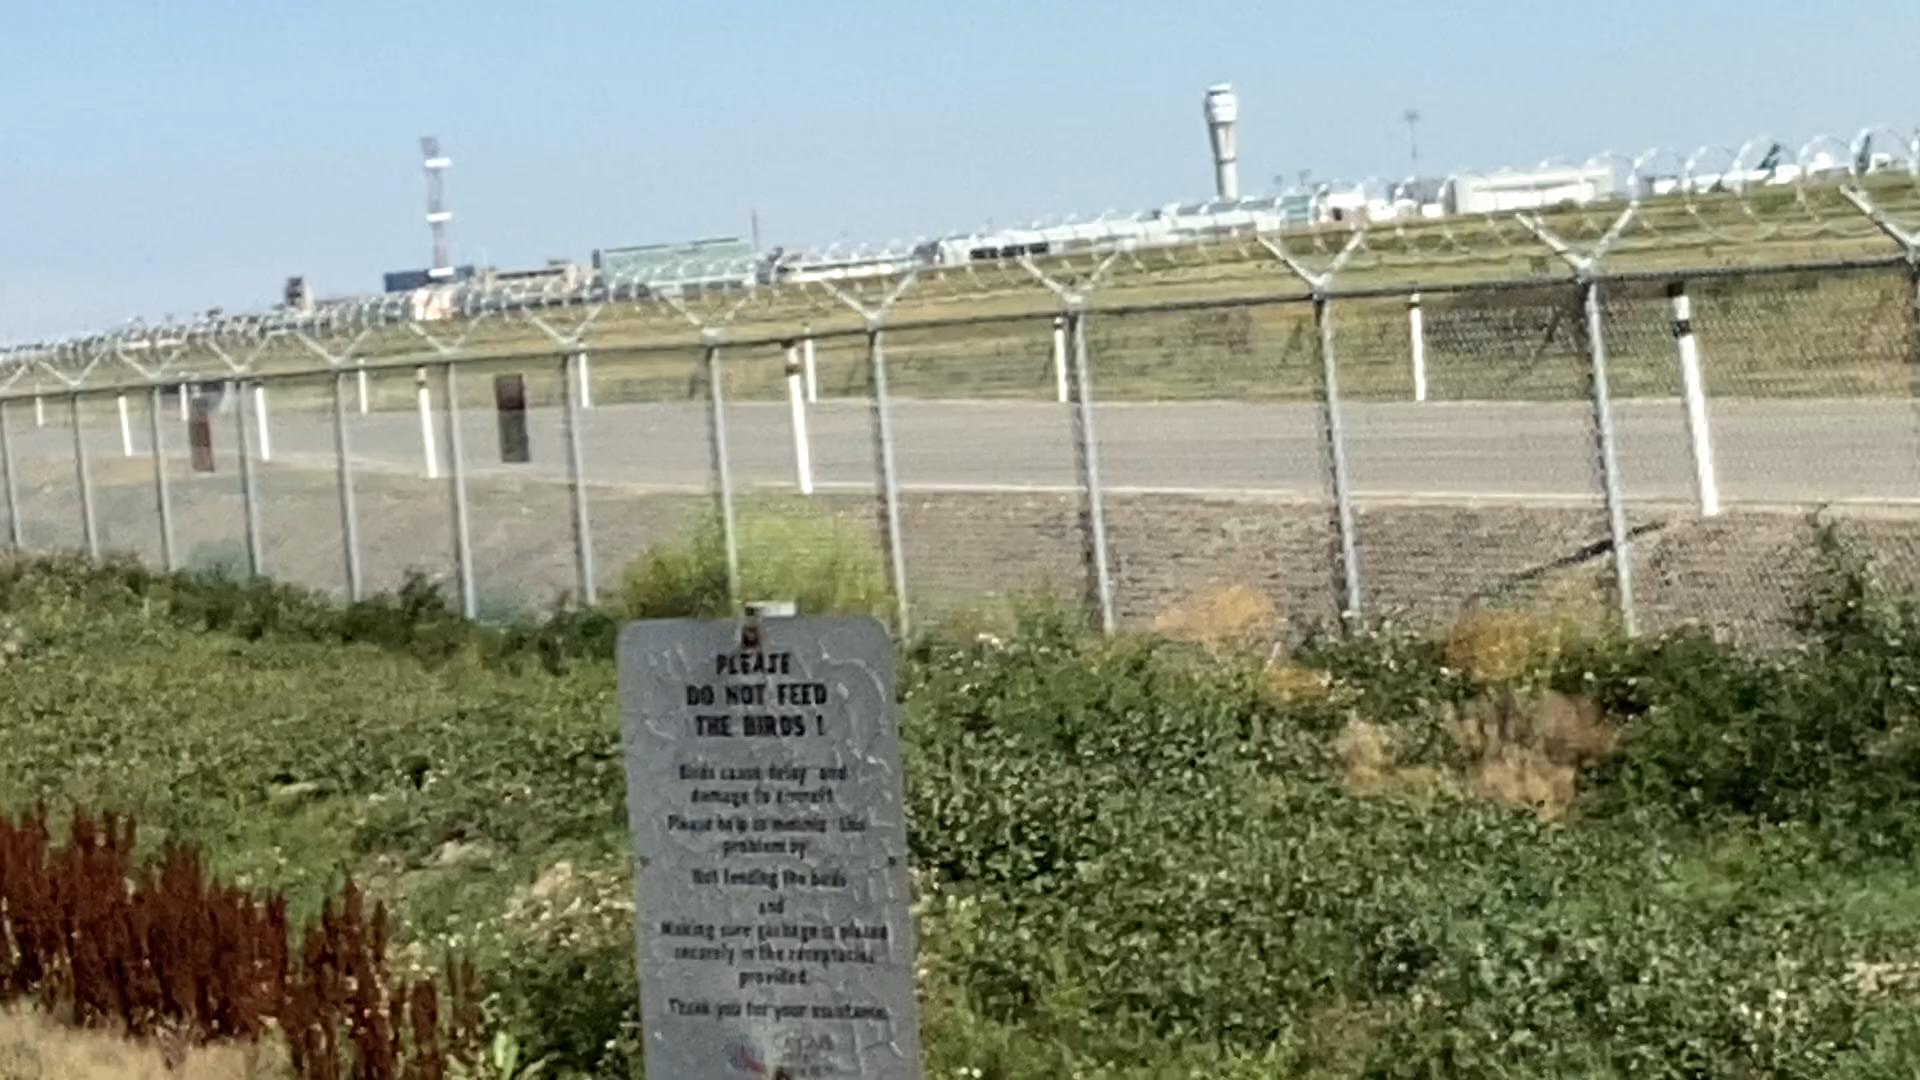 PLEASE
DO NOT FEED
THE BIRDS !
Birds cause delay and
damage to aircraft
Please help to minimize this
problem by
Not feeding the birds
and
Making sure garbage is placed
securely in the receptacles
provided.
Thank you for your assistance.